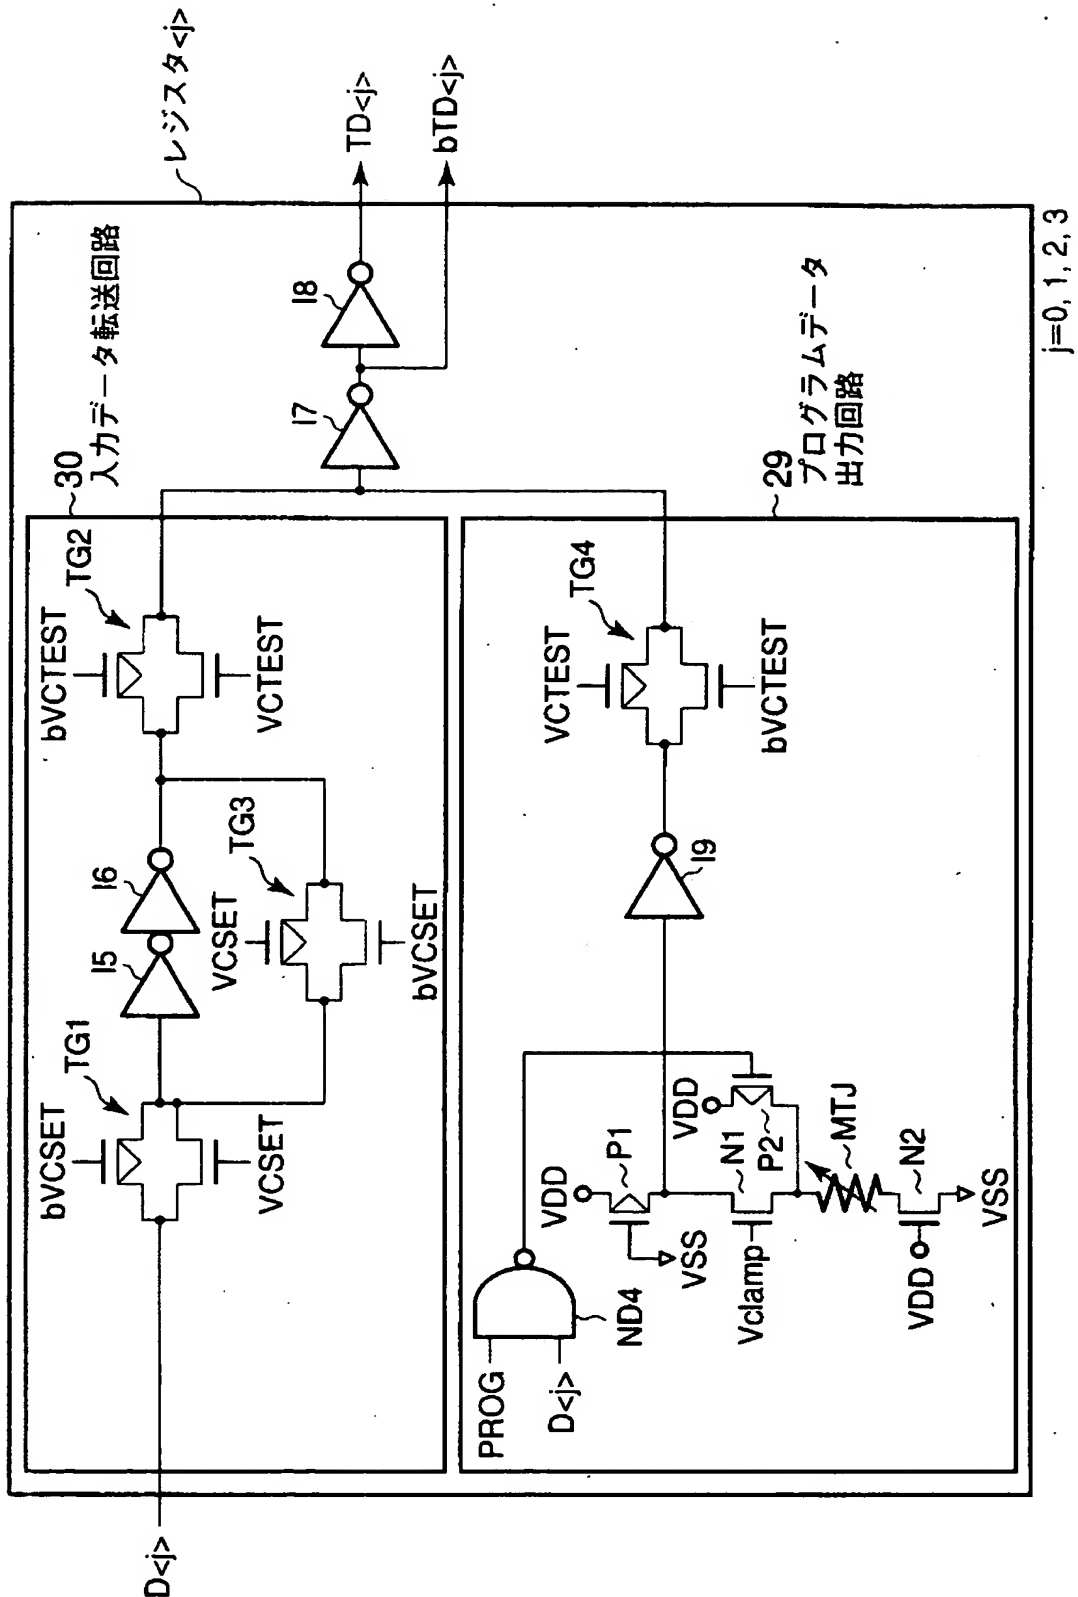 レジスタ<j>
30
入力データ転送回路
bVCSET
TG1
I5
I6
bVCTEST
TG2
D<j>
VCSET
VCSET
TG3
bVCSET
VCTEST
I7
I8
TD<j>
bTD<j>
29
プログラムデータ
出力回路
PROG
D<j>
ND4
VDD
P1
VSS
VDD
P2
N1
Vclamp
MTJ
N2
VDD
VSS
I9
VCTEST
TG4
bVCTEST
j=0, 1, 2, 3